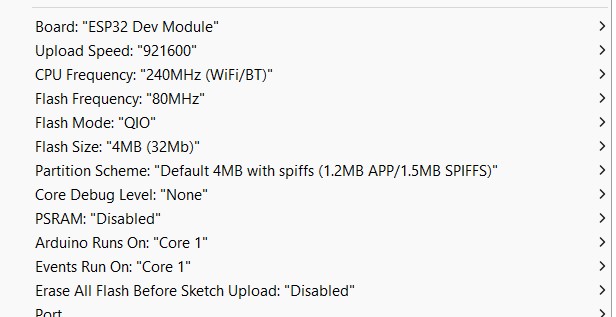 Board: "ESP32 Dev Module"
Upload Speed: "921600"
CPU Frequency: "240MHz (WiFi/BT)"
Flash Frequency: "80MHz"
Flash Mode: "QIO"
Flash Size: "4MB (32Mb)"
Partition Scheme: "Default 4MB with spiffs (1.2MB APP/1.5MB SPIFFS)"
Core Debug Level: "None"
PSRAM: "Disabled"
Arduino Runs On: "Core 1"
Events Run On: "Core 1"
Erase All Flash Before Sketch Upload: "Disabled"
Port